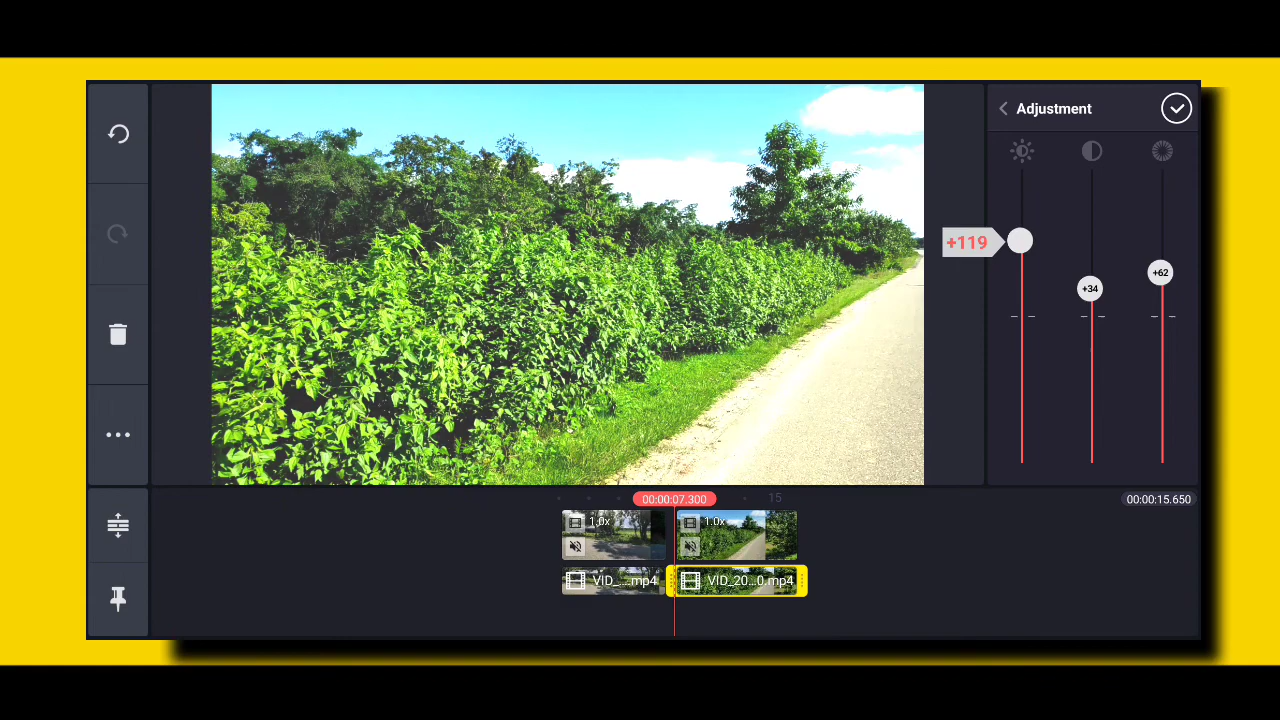 Adjustment
+119
+34
+62
00:00:07.300
15
00:00:15.650
1.0x
1.0x
VID_...mp4
VID_20...0.mp4